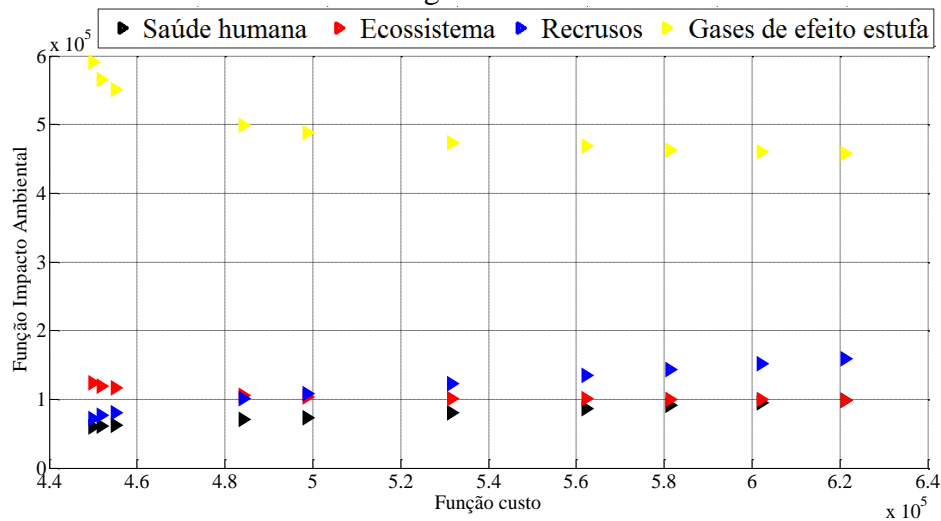 Saúde humana Ecossistema Recrusos Gases de efeito estufa
x 10⁵
6
5
4
3
2
1
0
Função Impacto Ambiental
4.4 4.6 4.8 5 5.2 5.4 5.6 5.8 6 6.2 6.4
Função custo
x 10⁵